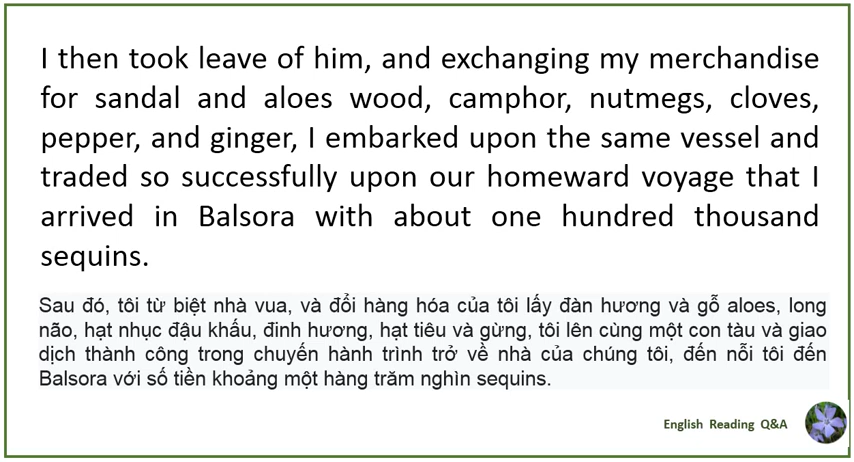 I then took leave of him, and exchanging my merchandise
for sandal and aloes wood, camphor, nutmegs, cloves,
pepper, and ginger, I embarked upon the same vessel and
traded so successfully upon our homeward voyage that I
arrived in Balsora with about one hundred thousand
sequins.
Sau đó, tôi từ biệt nhà vua, và đổi hàng hóa của tôi lấy đàn hương và gỗ aloes, long
não, hạt nhục đậu khấu, đinh hương, hạt tiêu và gừng, tôi lên cùng một con tàu và giao
dịch thành công trong chuyến hành trình trở về nhà của chúng tôi, đến nỗi tôi đến
Balsora với số tiền khoảng một hàng trăm nghìn sequins.
English Reading Q&A